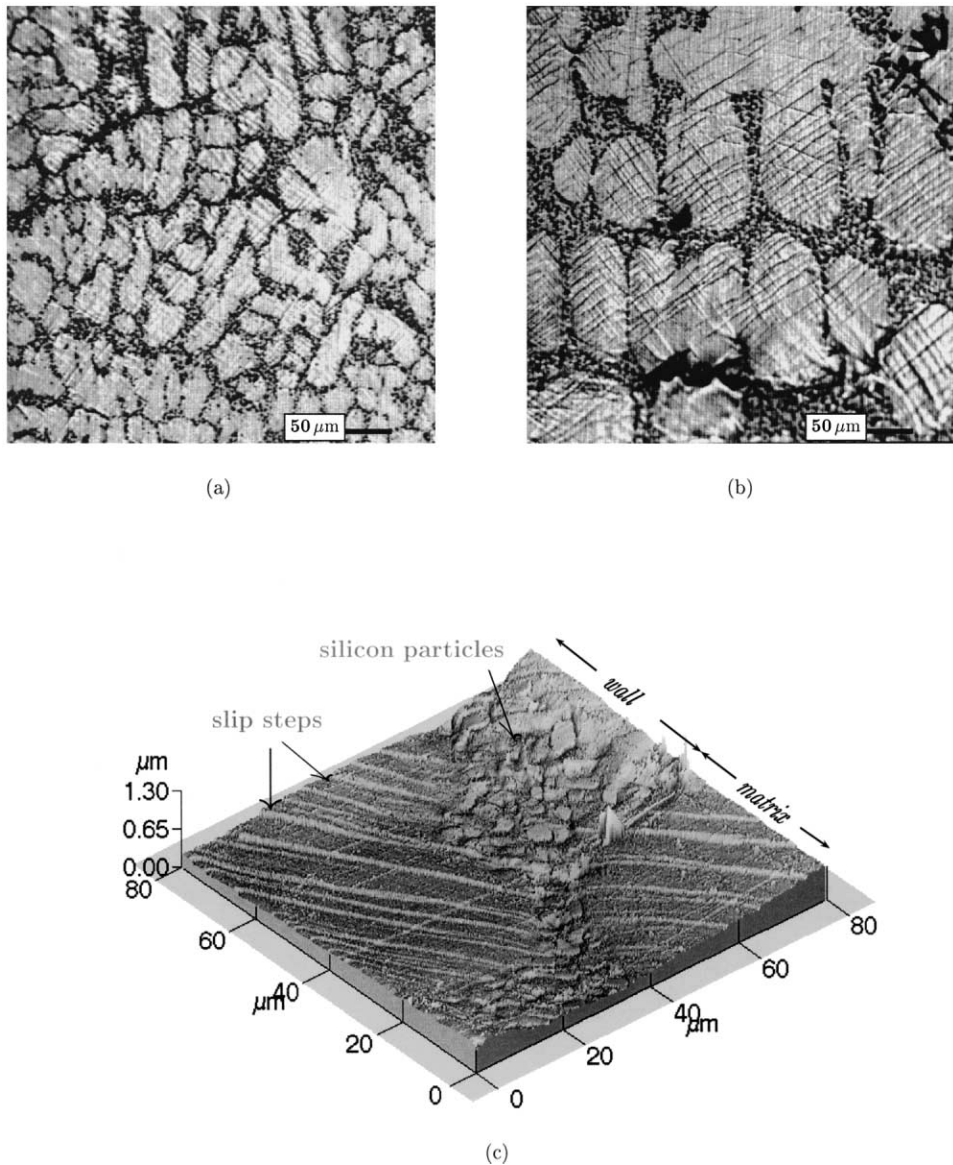 50 μm
50 μm
(a)
(b)
silicon particles
slip steps
wall
matrix
μm
1.30
0.65
0.00
80
60
40
μm
20
0
0
20
40
μm
60
80
(c)